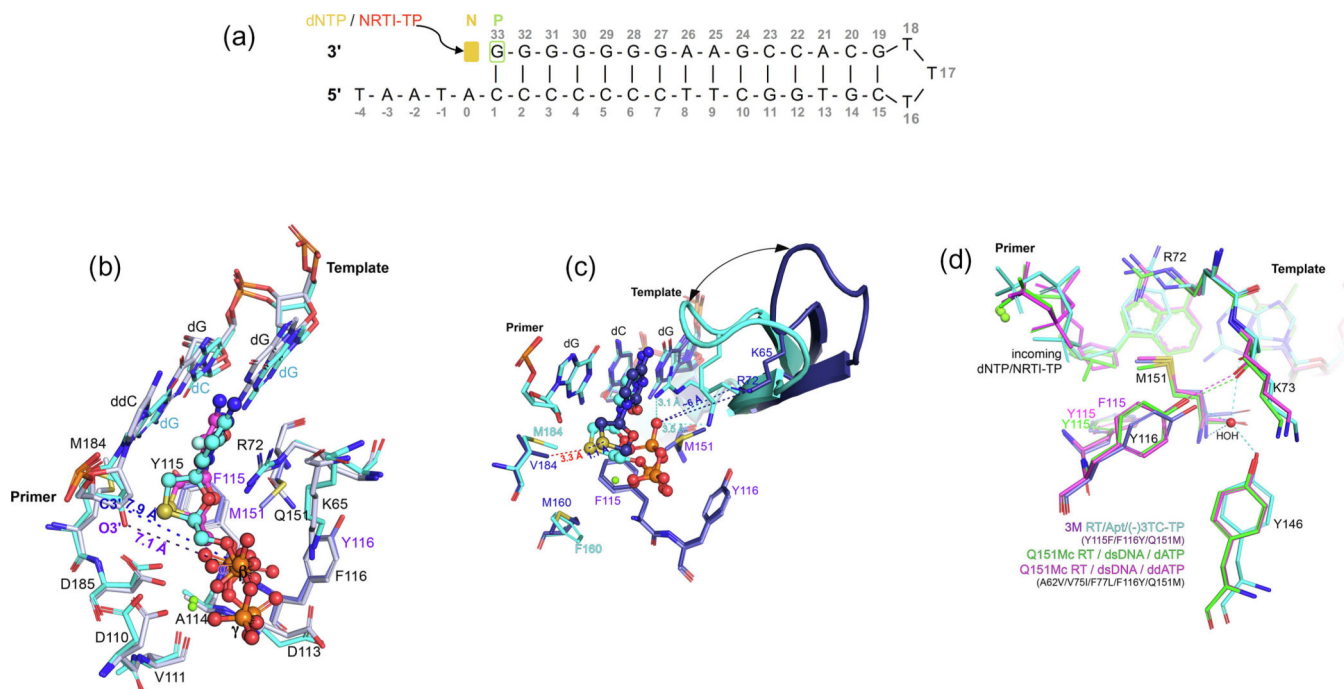 (a)
dNTP / NRTI-TP
N P
33 32 31 30 29 28 27 26 25 24 23 22 21 20 19 18
3' G - G - G - G - G - G - G - A - A - G - C - C - A - C - G T
T 17
5' T - A - A - T - A - C - C - C - C - C - C - C - T - T - C - G - G - T - G - C T
-4 -3 -2 -1 0 1 2 3 4 5 6 7 8 9 10 11 12 13 14 15 16
(b)
Template
dG
dG
dC
dG
ddC
dG
M184
Y115
R72
F115
Primer
C3' 7.9 Å
M151
Q151
K65
O3'
7.1 Å
Y116
β
F116
D185
A114
γ
D110
D113
V111
(c)
Template
Primer
dG
dC
dG
K65
R72
3.1 Å
~6 Å
3.5 Å
M184
V184
3.3 Å
M151
F115
Y116
M160
F160
(d)
Primer
R72
Template
incoming
dNTP/NRTI-TP
M151
K73
F115
Y115
Y115
Y116
HOH
Y146
3M RT/Apt/(-)3TC-TP
(Y115F/F116Y/Q151M)
Q151Mc RT / dsDNA / dATP
Q151Mc RT / dsDNA / ddATP
(A62V/V75I/F77L/F116Y/Q151M)